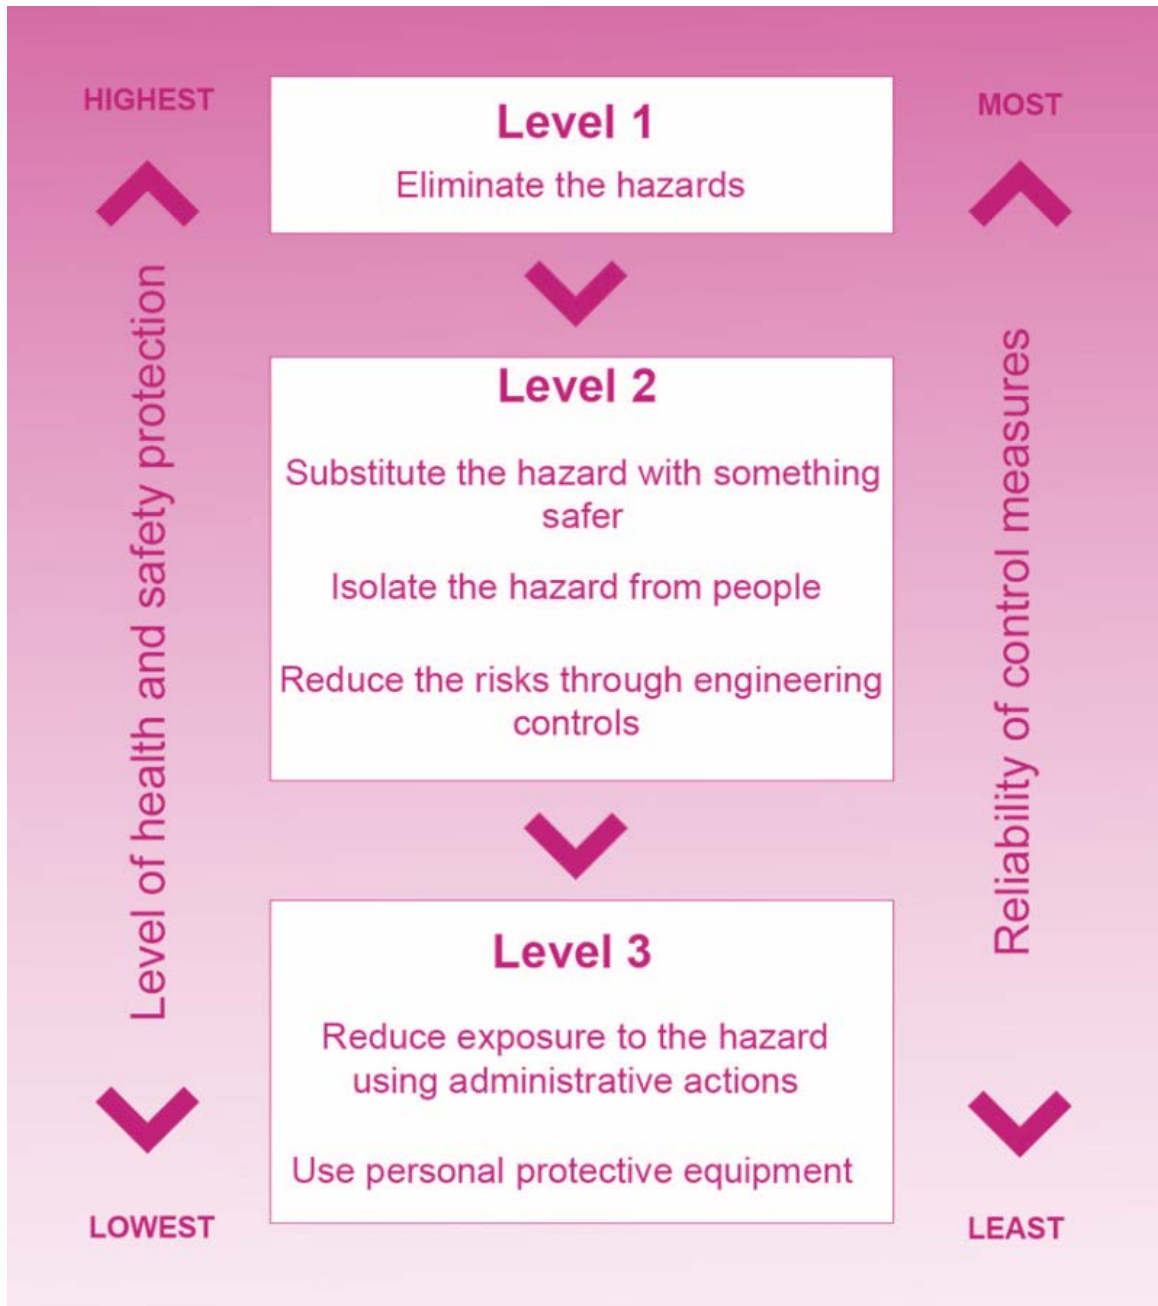 HIGHEST
MOST
Level 1
Eliminate the hazards
Level 2
Substitute the hazard with something
safer
Isolate the hazard from people
Reduce the risks through engineering
controls
Level 3
Reduce exposure to the hazard
using administrative actions
Use personal protective equipment
Level of health and safety protection
Reliability of control measures
LOWEST
LEAST